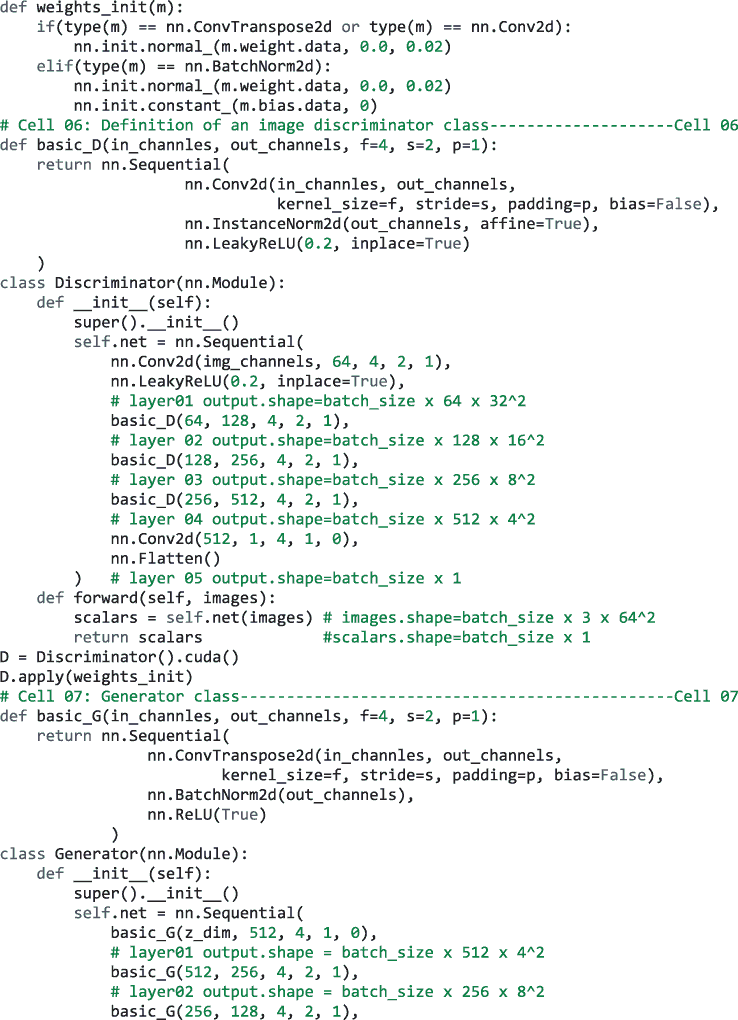 def weights_init(m):
    if(type(m) == nn.ConvTranspose2d or type(m) == nn.Conv2d):
        nn.init.normal_(m.weight.data, 0.0, 0.02)
    elif(type(m) == nn.BatchNorm2d):
        nn.init.normal_(m.weight.data, 0.0, 0.02)
        nn.init.constant_(m.bias.data, 0)
# Cell 06: Definition of an image discriminator class--------------------Cell 06
def basic_D(in_channles, out_channels, f=4, s=2, p=1):
    return nn.Sequential(
                    nn.Conv2d(in_channles, out_channels,
                              kernel_size=f, stride=s, padding=p, bias=False),
                    nn.InstanceNorm2d(out_channels, affine=True),
                    nn.LeakyReLU(0.2, inplace=True)
    )
class Discriminator(nn.Module):
    def __init__(self):
        super().__init__()
        self.net = nn.Sequential(
            nn.Conv2d(img_channels, 64, 4, 2, 1),
            nn.LeakyReLU(0.2, inplace=True),
            # layer01 output.shape=batch_size x 64 x 32^2
            basic_D(64, 128, 4, 2, 1),
            # layer 02 output.shape=batch_size x 128 x 16^2
            basic_D(128, 256, 4, 2, 1),
            # layer 03 output.shape=batch_size x 256 x 8^2
            basic_D(256, 512, 4, 2, 1),
            # layer 04 output.shape=batch_size x 512 x 4^2
            nn.Conv2d(512, 1, 4, 1, 0),
            nn.Flatten()
        )   # layer 05 output.shape=batch_size x 1
    def forward(self, images):
        scalars = self.net(images) # images.shape=batch_size x 3 x 64^2
        return scalars             #scalars.shape=batch_size x 1
D = Discriminator().cuda()
D.apply(weights_init)
# Cell 07: Generator class-----------------------------------------------Cell 07
def basic_G(in_channles, out_channels, f=4, s=2, p=1):
    return nn.Sequential(
                nn.ConvTranspose2d(in_channles, out_channels,
                        kernel_size=f, stride=s, padding=p, bias=False),
                nn.BatchNorm2d(out_channels),
                nn.ReLU(True)
            )
class Generator(nn.Module):
    def __init__(self):
        super().__init__()
        self.net = nn.Sequential(
            basic_G(z_dim, 512, 4, 1, 0),
            # layer01 output.shape = batch_size x 512 x 4^2
            basic_G(512, 256, 4, 2, 1),
            # layer02 output.shape = batch_size x 256 x 8^2
            basic_G(256, 128, 4, 2, 1),